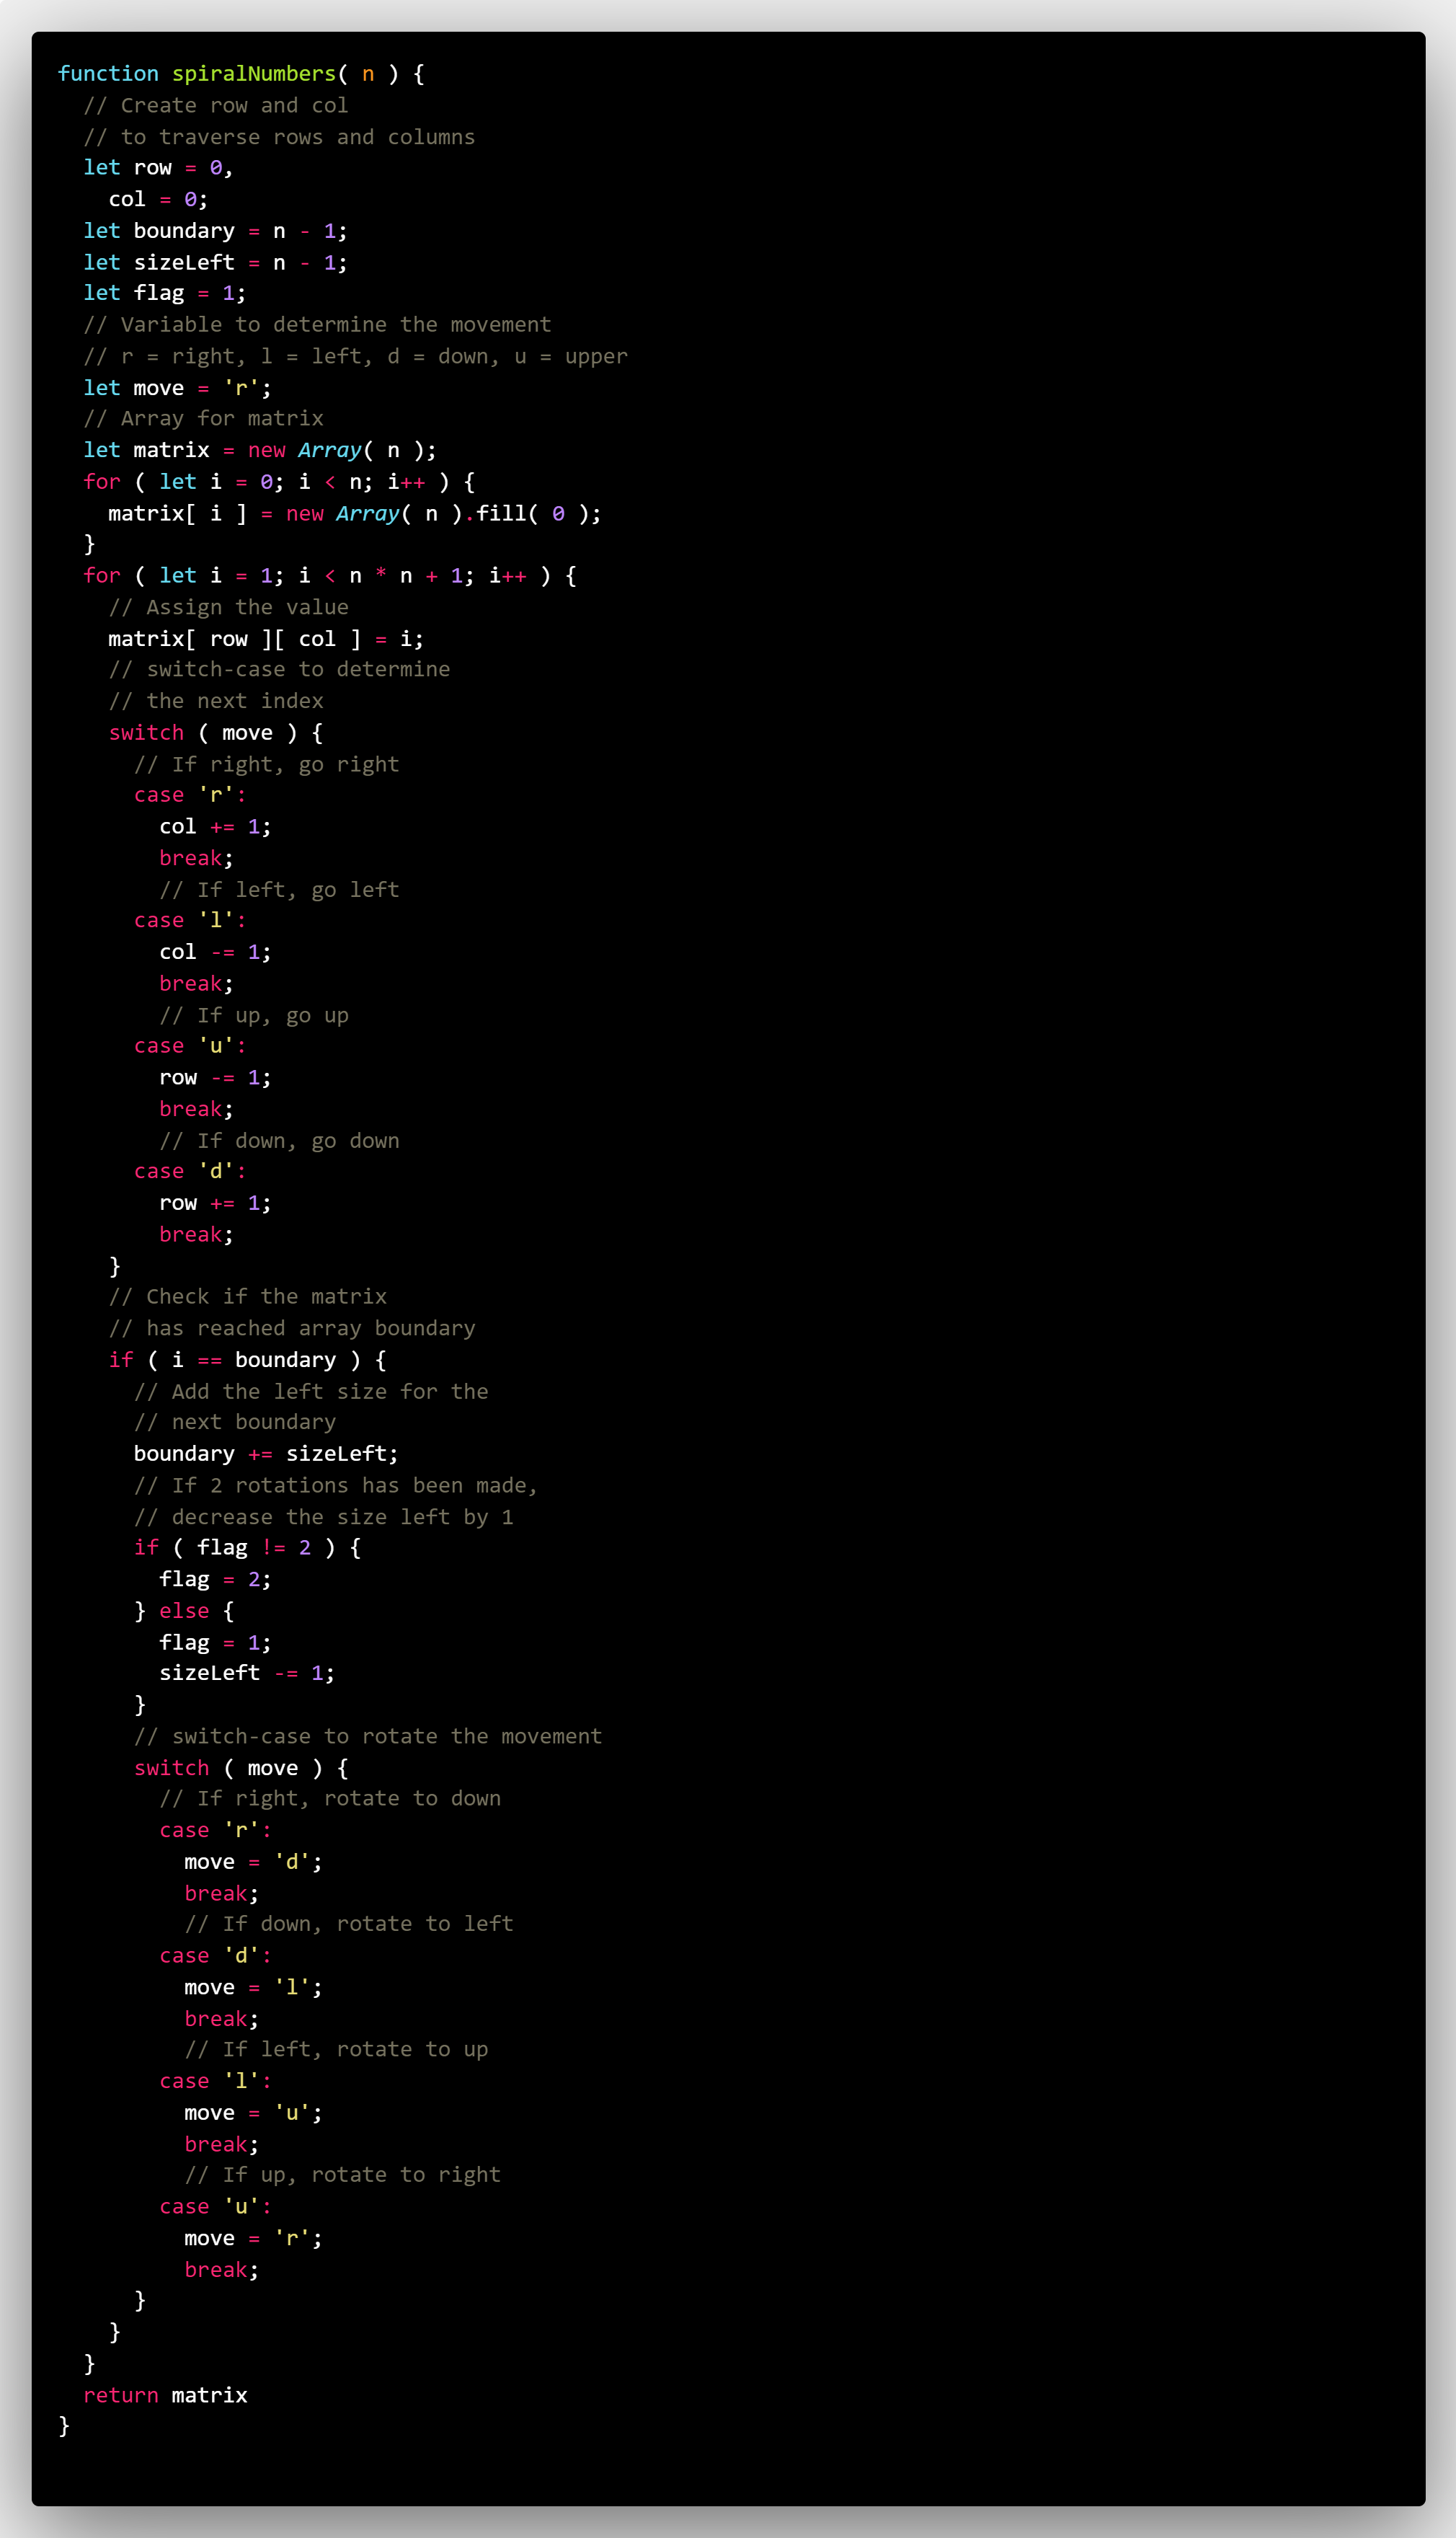 function spiralNumbers( n ) {
  // Create row and col
  // to traverse rows and columns
  let row = 0,
    col = 0;
  let boundary = n - 1;
  let sizeLeft = n - 1;
  let flag = 1;
  // Variable to determine the movement
  // r = right, l = left, d = down, u = upper
  let move = 'r';
  // Array for matrix
  let matrix = new Array( n );
  for ( let i = 0; i < n; i++ ) {
    matrix[ i ] = new Array( n ).fill( 0 );
  }
  for ( let i = 1; i < n * n + 1; i++ ) {
    // Assign the value
    matrix[ row ][ col ] = i;
    // switch-case to determine
    // the next index
    switch ( move ) {
      // If right, go right
      case 'r':
        col += 1;
        break;
        // If left, go left
      case 'l':
        col -= 1;
        break;
        // If up, go up
      case 'u':
        row -= 1;
        break;
        // If down, go down
      case 'd':
        row += 1;
        break;
    }
    // Check if the matrix
    // has reached array boundary
    if ( i == boundary ) {
      // Add the left size for the
      // next boundary
      boundary += sizeLeft;
      // If 2 rotations has been made,
      // decrease the size left by 1
      if ( flag != 2 ) {
        flag = 2;
      } else {
        flag = 1;
        sizeLeft -= 1;
      }
      // switch-case to rotate the movement
      switch ( move ) {
        // If right, rotate to down
        case 'r':
          move = 'd';
          break;
          // If down, rotate to left
        case 'd':
          move = 'l';
          break;
          // If left, rotate to up
        case 'l':
          move = 'u';
          break;
          // If up, rotate to right
        case 'u':
          move = 'r';
          break;
      }
    }
  }
  return matrix
}